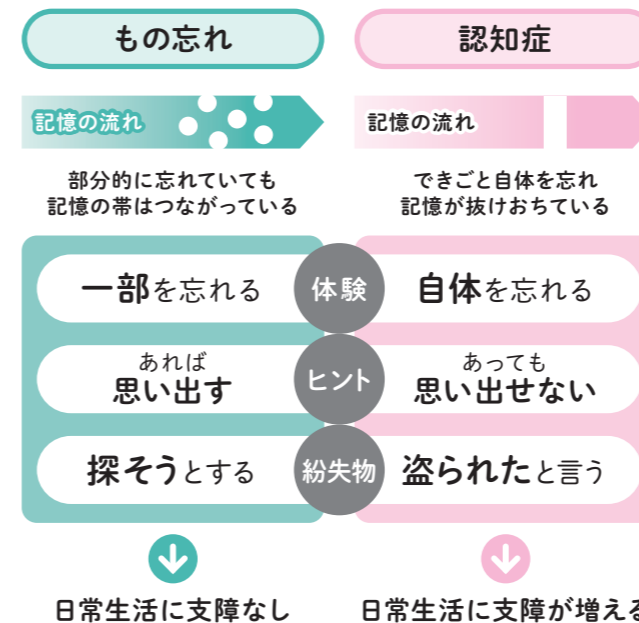 もの忘れ
認知症
記憶の流れ
記憶の流れ
部分的に忘れていても
記憶の帯はつながっている
できごと自体を忘れ
記憶が抜けおちている
一部を忘れる
体験
自体を忘れる
あれば
思い出す
ヒント
あっても
思い出せない
探そうとする
紛失物
盗られたと言う
日常生活に支障なし
日常生活に支障が増える